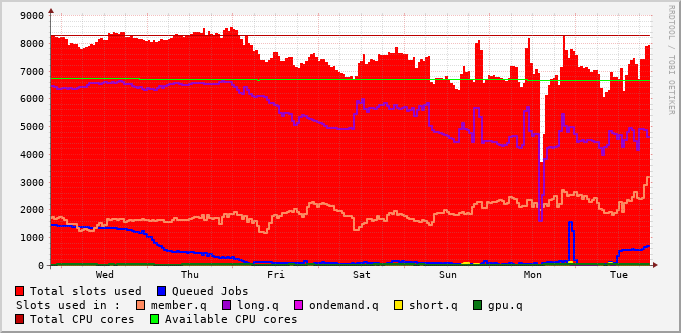 9000
8000
7000
6000
5000
4000
3000
2000
1000
0
Wed Thu Fri Sat Sun Mon Tue
RRDTOOL / TOBI OETIKER
Total slots used Queued Jobs
Slots used in : member.q long.q ondemand.q short.q gpu.q
Total CPU cores Available CPU cores